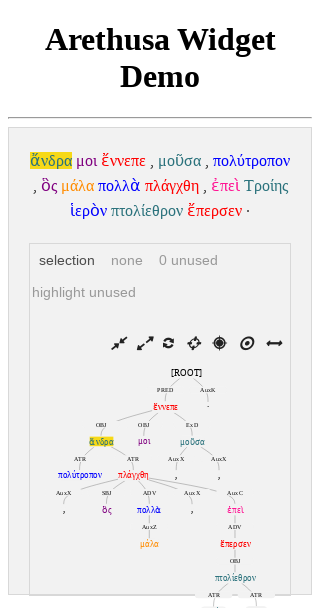 Arethusa Widget
Demo
ἄνδρα μοι ἔννεπε , μοῦσα , πολύτροπον
, ὃς μάλα πολλὰ πλάγχθη , ἐπεὶ Τροίης
ἱερὸν πτολίεθρον ἔπερσεν ·
selection none 0 unused
highlight unused
[ROOT]
PRED AuxK
ἔννεπε .
OBJ OBJ ExD
ἄνδρα μοι μοῦσα
ATR ATR AuxX AuxX
πολύτροπον πλάγχθη , ,
AuxX SBJ ADV AuxX AuxC
, ὃς πολλὰ , ἐπεὶ
AuxZ ADV
μάλα ἔπερσεν
OBJ
πτολίεθρον
ATR ATR